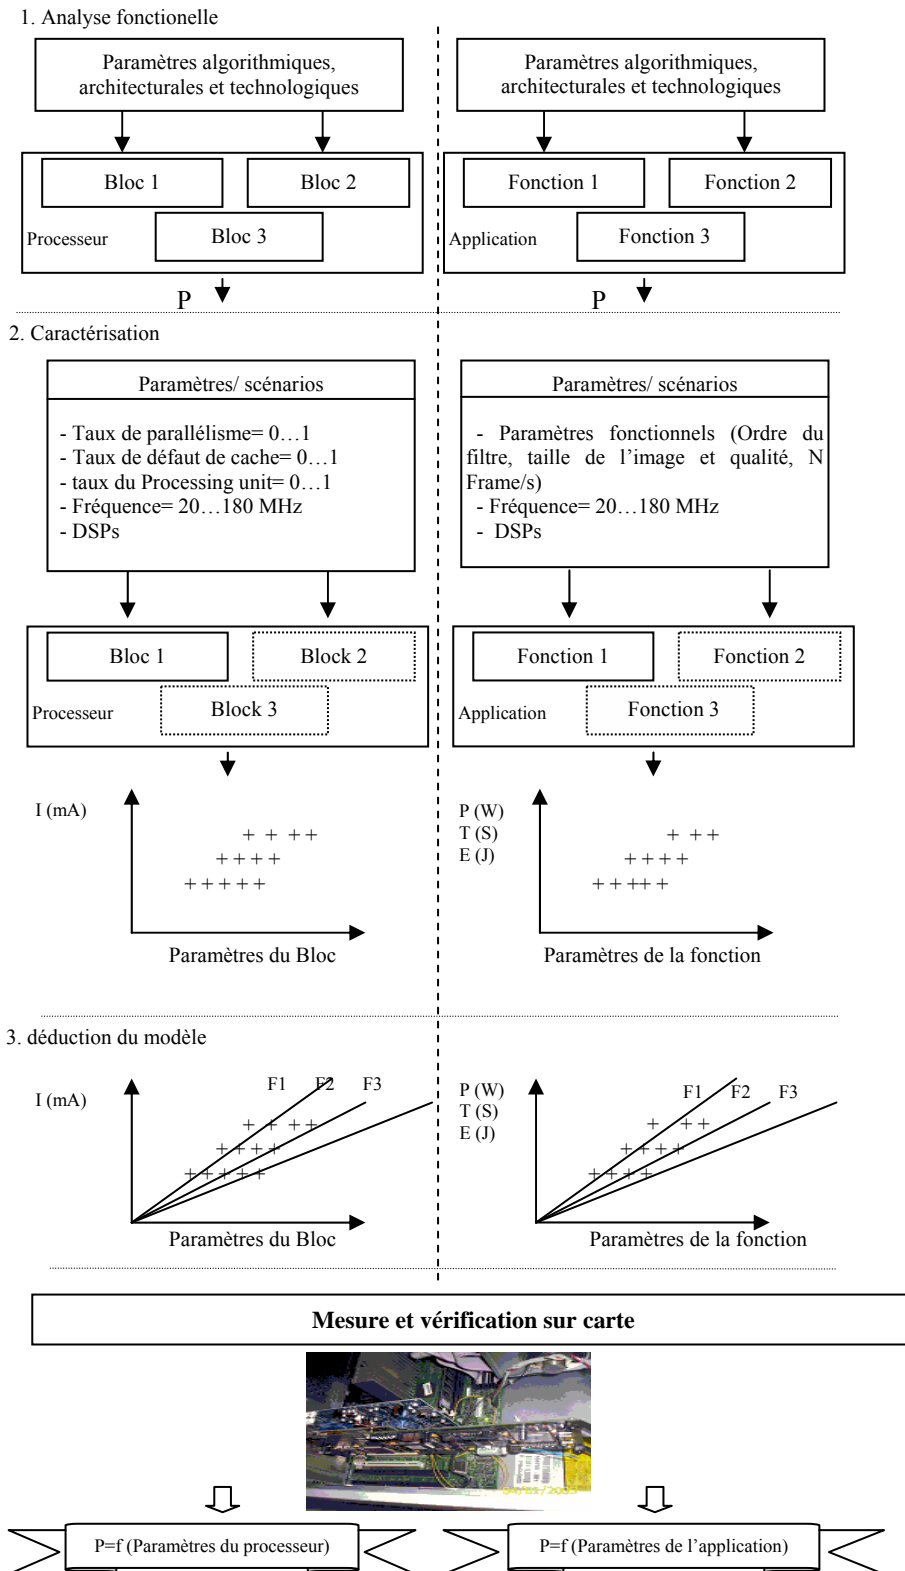 1. Analyse fonctionelle
Paramètres algorithmiques,
architecturales et technologiques
Bloc 1
Bloc 2
Processeur
Bloc 3
P
Paramètres algorithmiques,
architecturales et technologiques
Fonction 1
Fonction 2
Application
Fonction 3
P
2. Caractérisation
Paramètres/ scénarios
- Taux de parallélisme= 0…1
- Taux de défaut de cache= 0…1
- taux du Processing unit= 0…1
- Fréquence= 20…180 MHz
- DSPs
Bloc 1
Block 2
Processeur
Block 3
I (mA)
Paramètres du Bloc
Paramètres/ scénarios
- Paramètres fonctionnels (Ordre du
filtre, taille de l’image et qualité, N
Frame/s)
- Fréquence= 20…180 MHz
- DSPs
Fonction 1
Fonction 2
Application
Fonction 3
P (W)
T (S)
E (J)
Paramètres de la fonction
3. déduction du modèle
I (mA)
F1 F2 F3
Paramètres du Bloc
P (W)
T (S)
E (J)
F1 F2 F3
Paramètres de la fonction
Mesure et vérification sur carte
04/01/2003
P=f (Paramètres du processeur)
P=f (Paramètres de l’application)